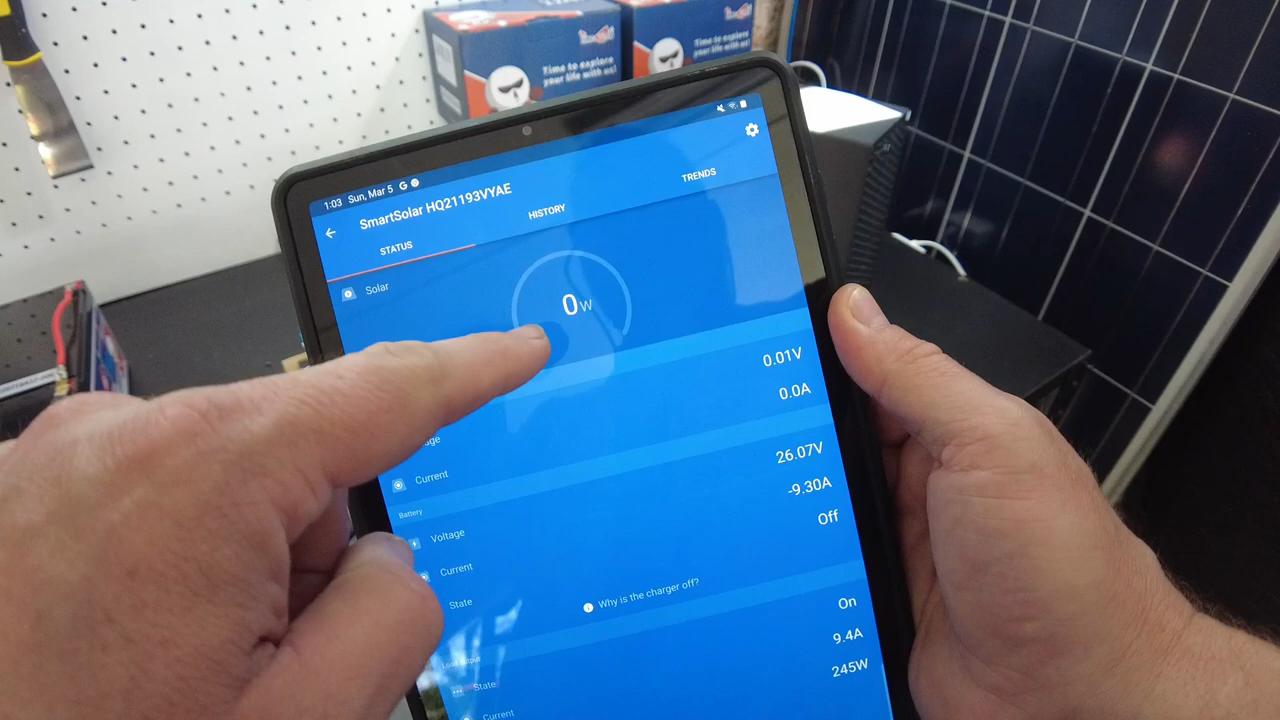 Time to explore
your life with us!
Time to explore
your life with us!
1:03 Sun, Mar 5 G
SmartSolar HQ21193VYAE
STATUS
HISTORY
TRENDS
Solar
0W
0.01V
0.0A
Current
Battery
Voltage
26.07V
Current
-9.30A
State
Off
Why is the charger off?
Load output
State
On
Current
9.4A
245W